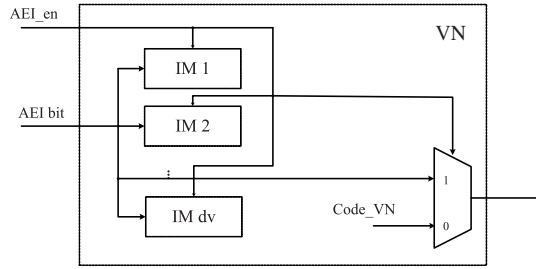 AEI_en
VN
IM 1
AEI bit
IM 2
⋮
1
IM dv
Code_VN
0